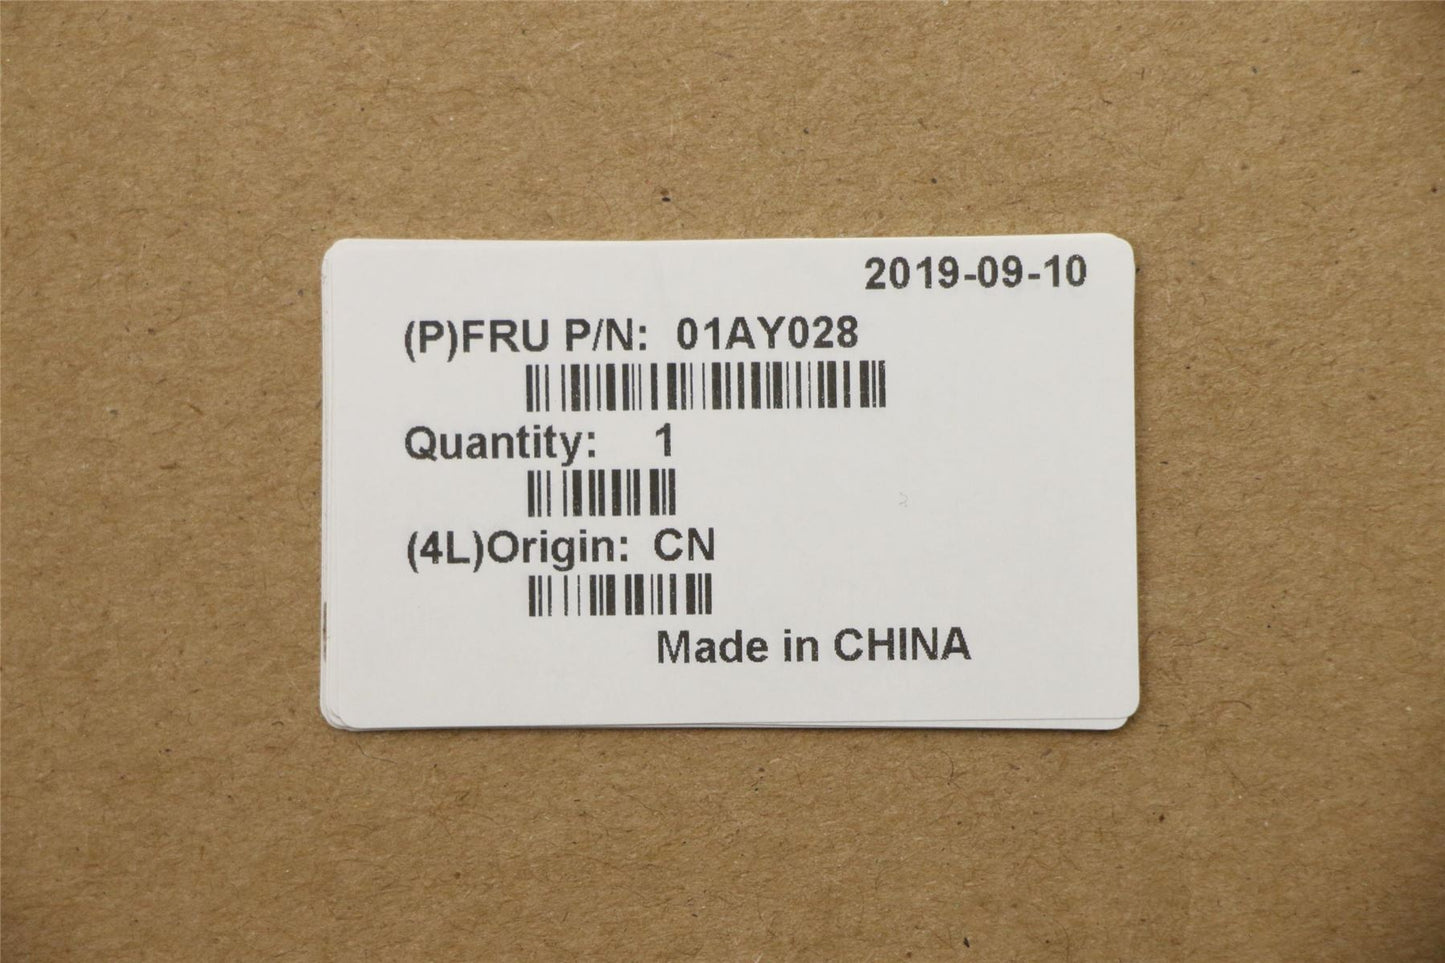 2019-09-10
(P)FRU P/N: 01AY028
Quantity: 1
(4L)Origin: CN
Made in CHINA